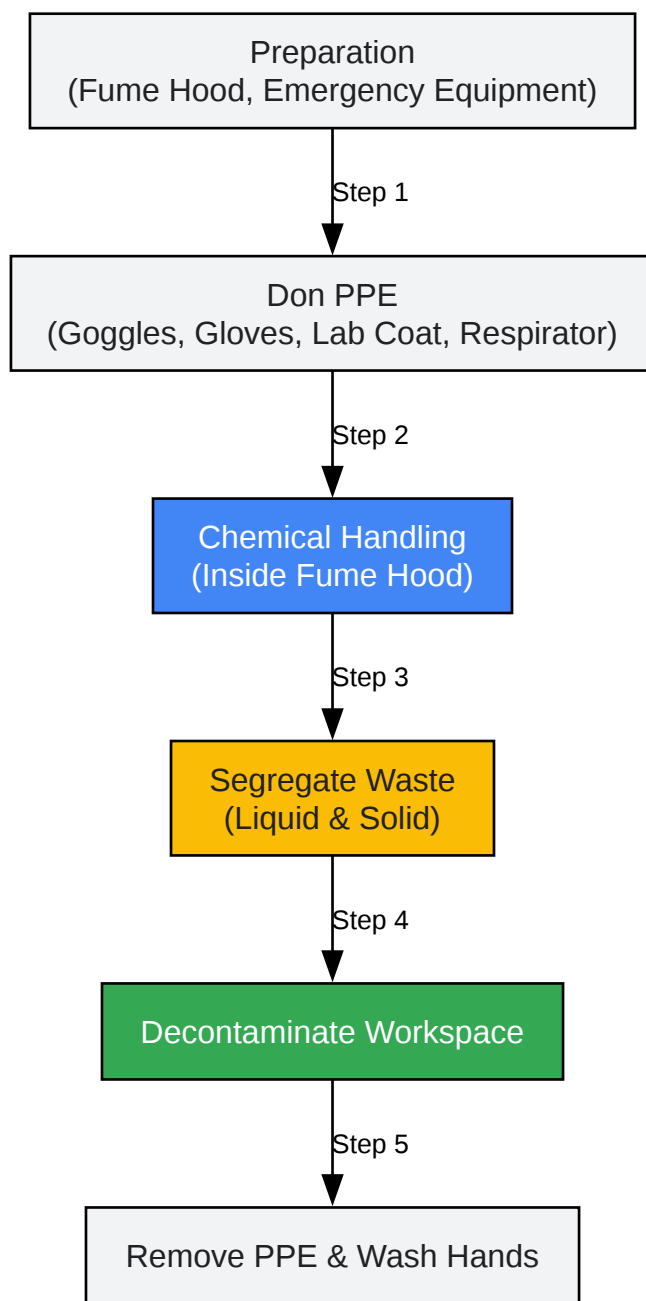 Preparation
(Fume Hood, Emergency Equipment)
Step 1
Don PPE
(Goggles, Gloves, Lab Coat, Respirator)
Step 2
Chemical Handling
(Inside Fume Hood)
Step 3
Segregate Waste
(Liquid & Solid)
Step 4
Decontaminate Workspace
Step 5
Remove PPE & Wash Hands